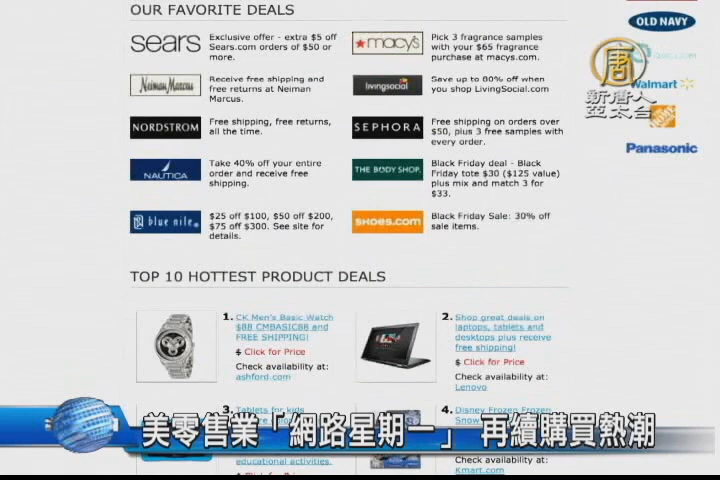 OUR FAVORITE DEALS
sears
Exclusive offer - extra $5 off
Sears.com orders of $50 or
more.
macy's
Pick 3 fragrance samples
with your $65 fragrance
purchase at macys.com.
Neiman Marcus
Receive free shipping and
free returns at Neiman
Marcus.
livingsocial
Save up to 80% off when
you shop LivingSocial.com
NORDSTROM
Free shipping, free returns,
all the time.
SEPHORA
Free shipping on orders over
$50, plus 3 free samples with
every order.
NAUTICA
Take 40% off your entire
order and receive free
shipping.
THE BODY SHOP.
Black Friday deal - Black
Friday tote $30 ($125 value)
plus mix and match 3 for
$33.
blue nile
$25 off $100, $50 off $200,
$75 off $300. See site for
details.
SHOES.COM
Black Friday Sale: 30% off
sale items.
OLD NAVY
唐
新唐人
亞太台
Walmart
Panasonic
TOP 10 HOTTEST PRODUCT DEALS
1. CK Men's Basic Watch
$88 CMBASIC88 and
FREE SHIPPING!
$ Click for Price
Check availability at:
ashford.com
2. Shop great deals on
laptops, tablets and
desktops plus receive
free shipping!
$ Click for Price
Check availability at:
Lenovo
3. Tablets for kids
4. Disney Frozen Frozen
Snow
美零售業「網路星期一」 再續購買熱潮
educational activities.
Check availability at:
Kmart.com